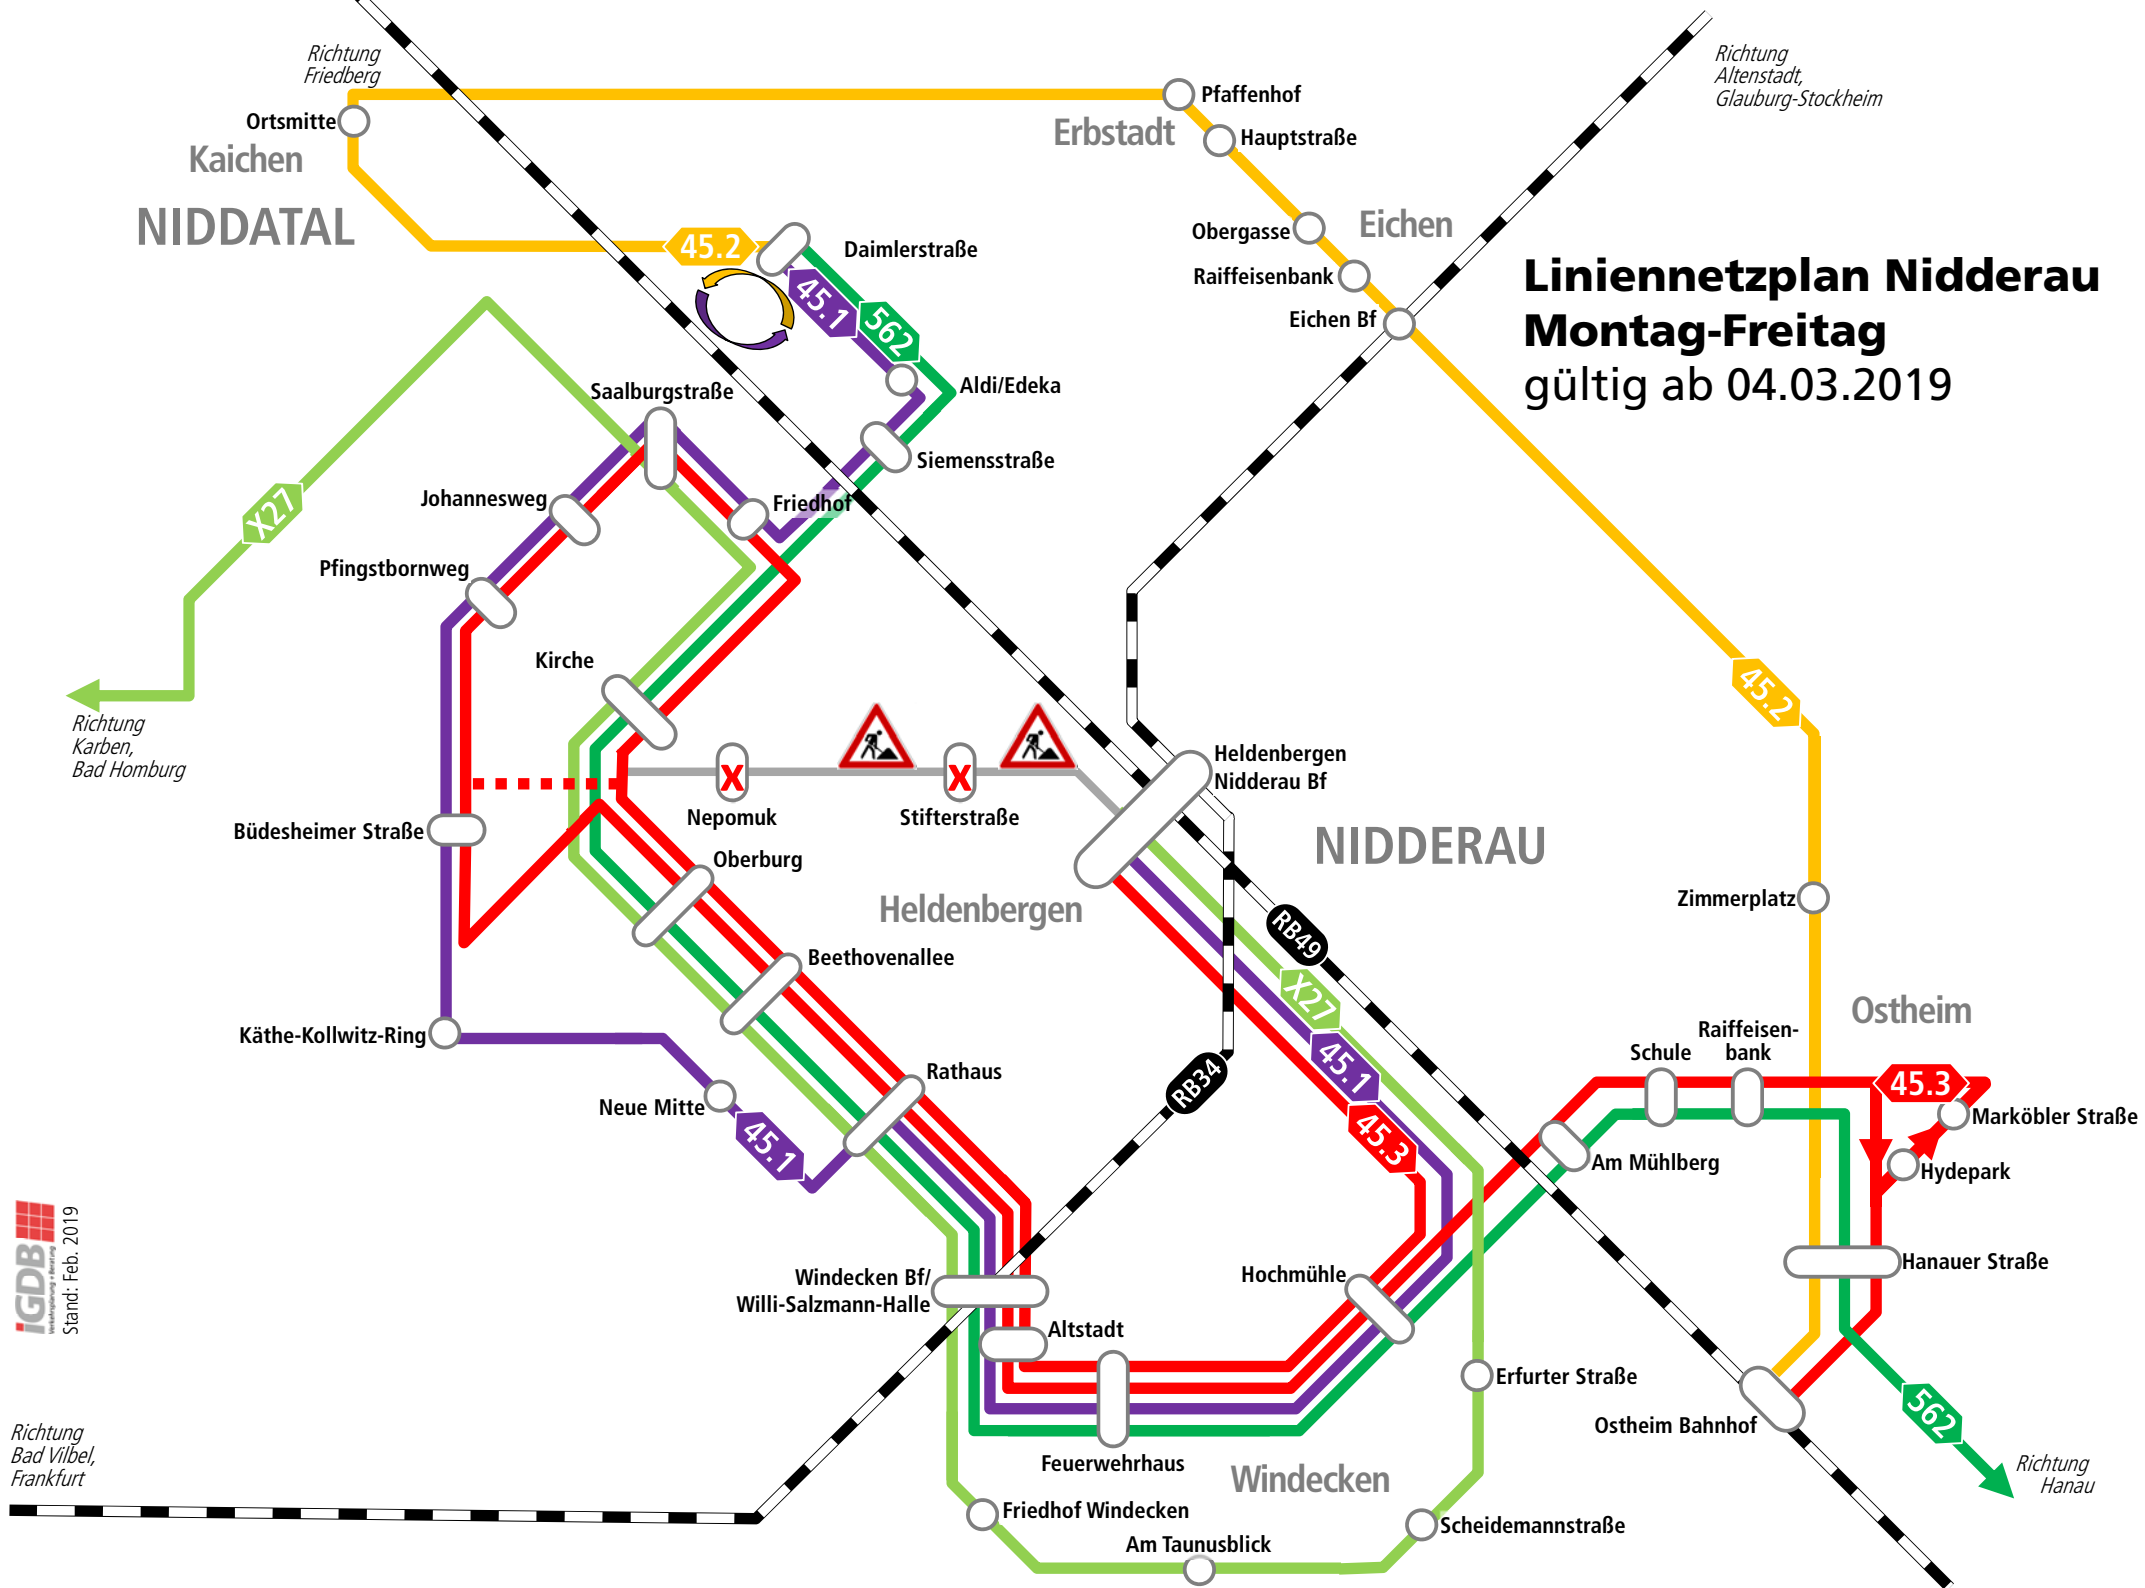 Richtung
Friedberg
Richtung
Altenstadt,
Glauburg-Stockheim
Ortsmitte
Kaichen
NIDDATAL
Pfaffenhof
Erbstadt
Hauptstraße
Obergasse
Eichen
Raiffeisenbank
Eichen Bf
45.2
Daimlerstraße
45.1
562
Liniennetzplan Nidderau
Montag-Freitag
gültig ab 04.03.2019
Aldi/Edeka
Saalburgstraße
Siemensstraße
Johannesweg
Friedhof
X27
Pfingstbornweg
Kirche
Richtung
Karben,
Bad Homburg
45.2
Heldenbergen
Nidderau Bf
X
X
Nepomuk
Stifterstraße
Büdesheimer Straße
NIDDERAU
Oberburg
Heldenbergen
Zimmerplatz
RB49
Beethovenallee
X27
Ostheim
Käthe-Kollwitz-Ring
Raiffeisen-
bank
Schule
45.1
Rathaus
RB34
45.3
Neue Mitte
Marköbler Straße
45.1
45.3
Am Mühlberg
Hydepark
iGDB
Verkehrsplanung + Beratung
Stand: Feb. 2019
Windecken Bf/
Willi-Salzmann-Halle
Hochmühle
Hanauer Straße
Altstadt
Erfurter Straße
562
Ostheim Bahnhof
Richtung
Bad Vilbel,
Frankfurt
Feuerwehrhaus
Windecken
Richtung
Hanau
Friedhof Windecken
Scheidemannstraße
Am Taunusblick